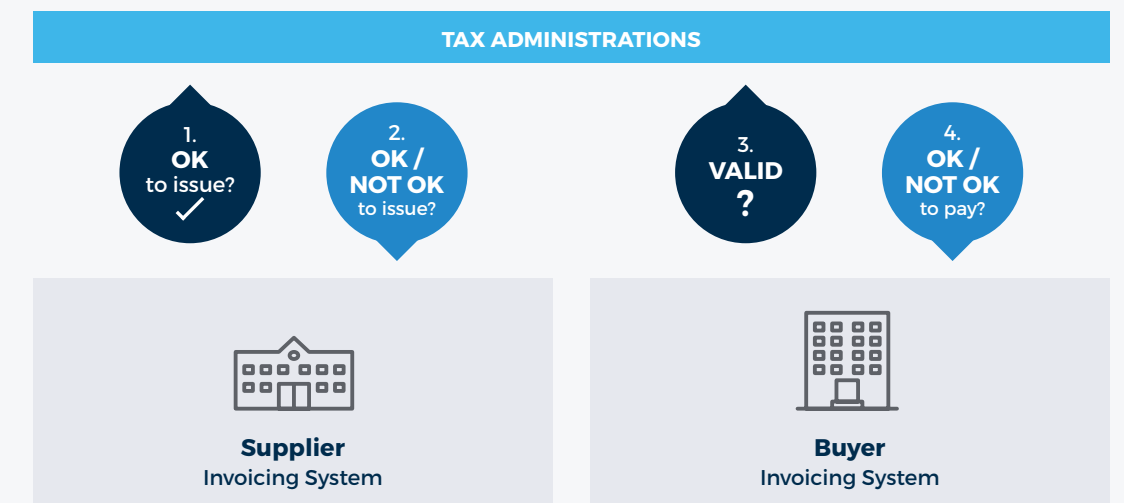 TAX ADMINISTRATIONS
1.
OK
to issue?
2.
OK /
NOT OK
to issue?
3.
VALID
?
4.
OK /
NOT OK
to pay?
Supplier
Invoicing System
Buyer
Invoicing System